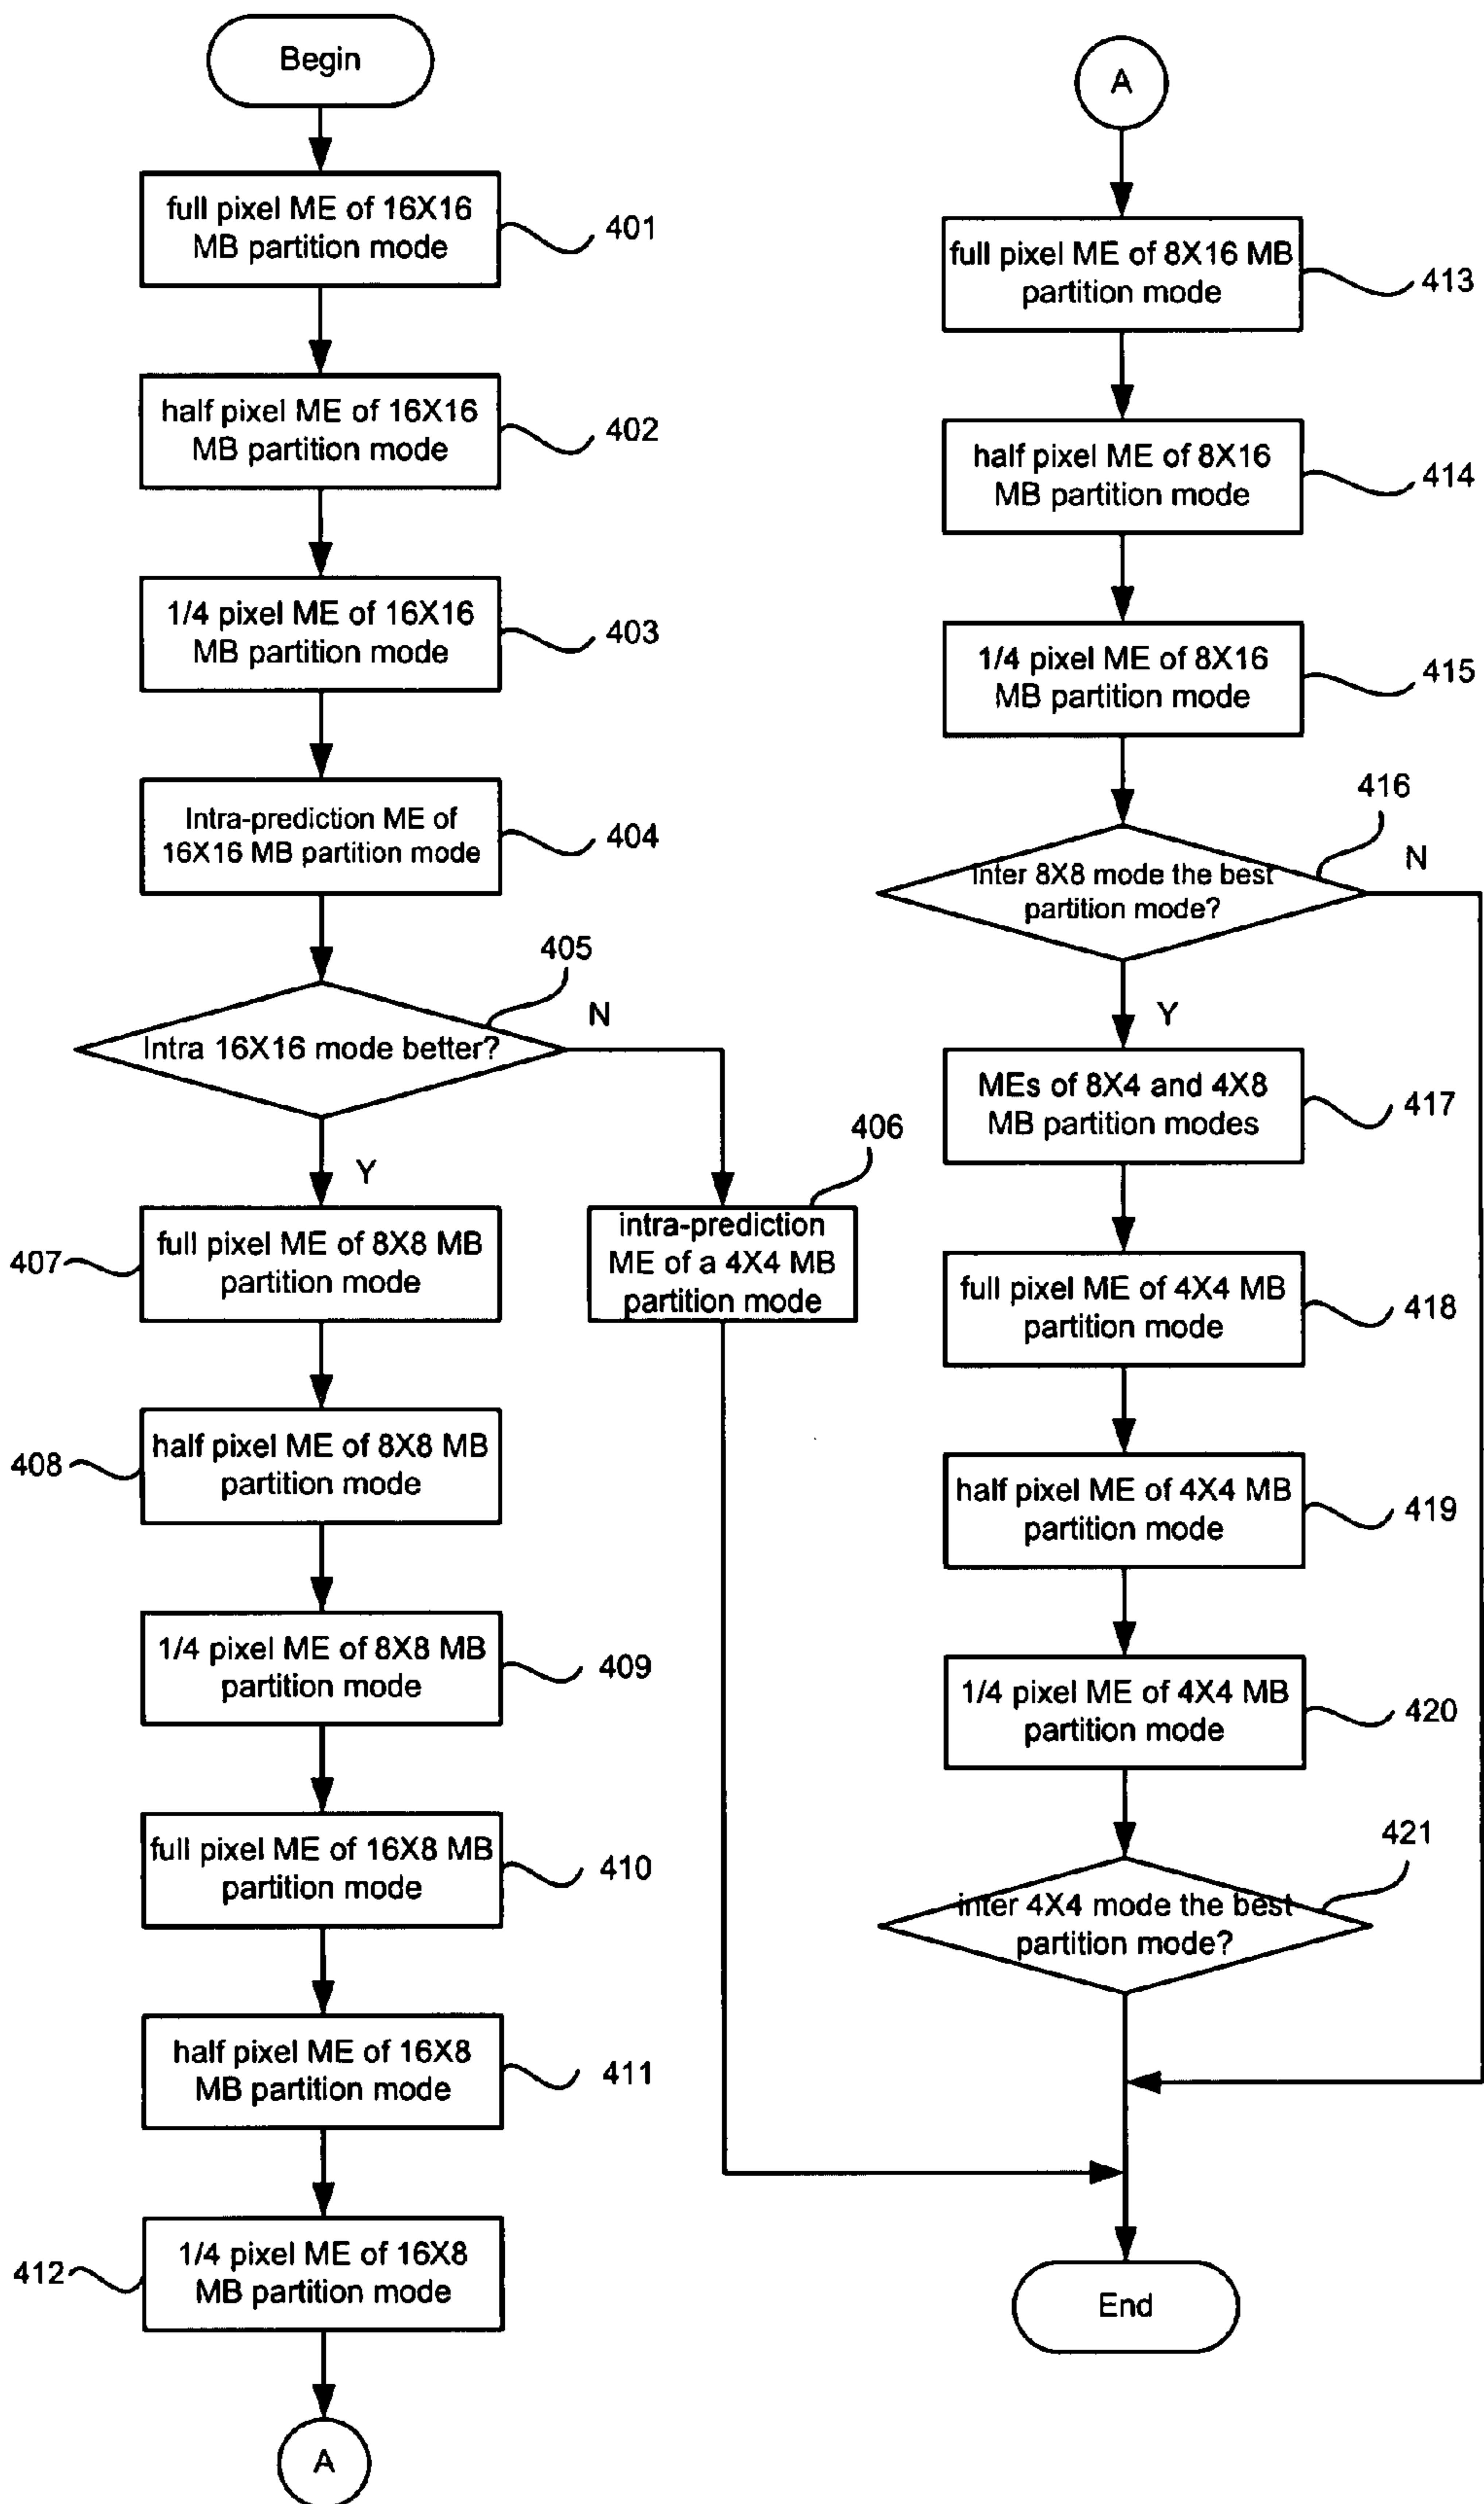 Begin
full pixel ME of 16X16
MB partition mode
401
half pixel ME of 16X16
MB partition mode
402
1/4 pixel ME of 16X16
MB partition mode
403
Intra-prediction ME of
16X16 MB partition mode
404
405
Intra 16X16 mode better?
N
Y
406
intra-prediction
ME of a 4X4 MB
partition mode
407
full pixel ME of 8X8 MB
partition mode
408
half pixel ME of 8X8 MB
partition mode
1/4 pixel ME of 8X8 MB
partition mode
409
full pixel ME of 16X8 MB
partition mode
410
half pixel ME of 16X8
MB partition mode
411
412
1/4 pixel ME of 16X8
MB partition mode
A
A
full pixel ME of 8X16 MB
partition mode
413
half pixel ME of 8X16
MB partition mode
414
1/4 pixel ME of 8X16
MB partition mode
415
416
inter 8X8 mode the best
partition mode?
N
Y
MEs of 8X4 and 4X8
MB partition modes
417
full pixel ME of 4X4 MB
partition mode
418
half pixel ME of 4X4 MB
partition mode
419
1/4 pixel ME of 4X4 MB
partition mode
420
421
inter 4X4 mode the best
partition mode?
End